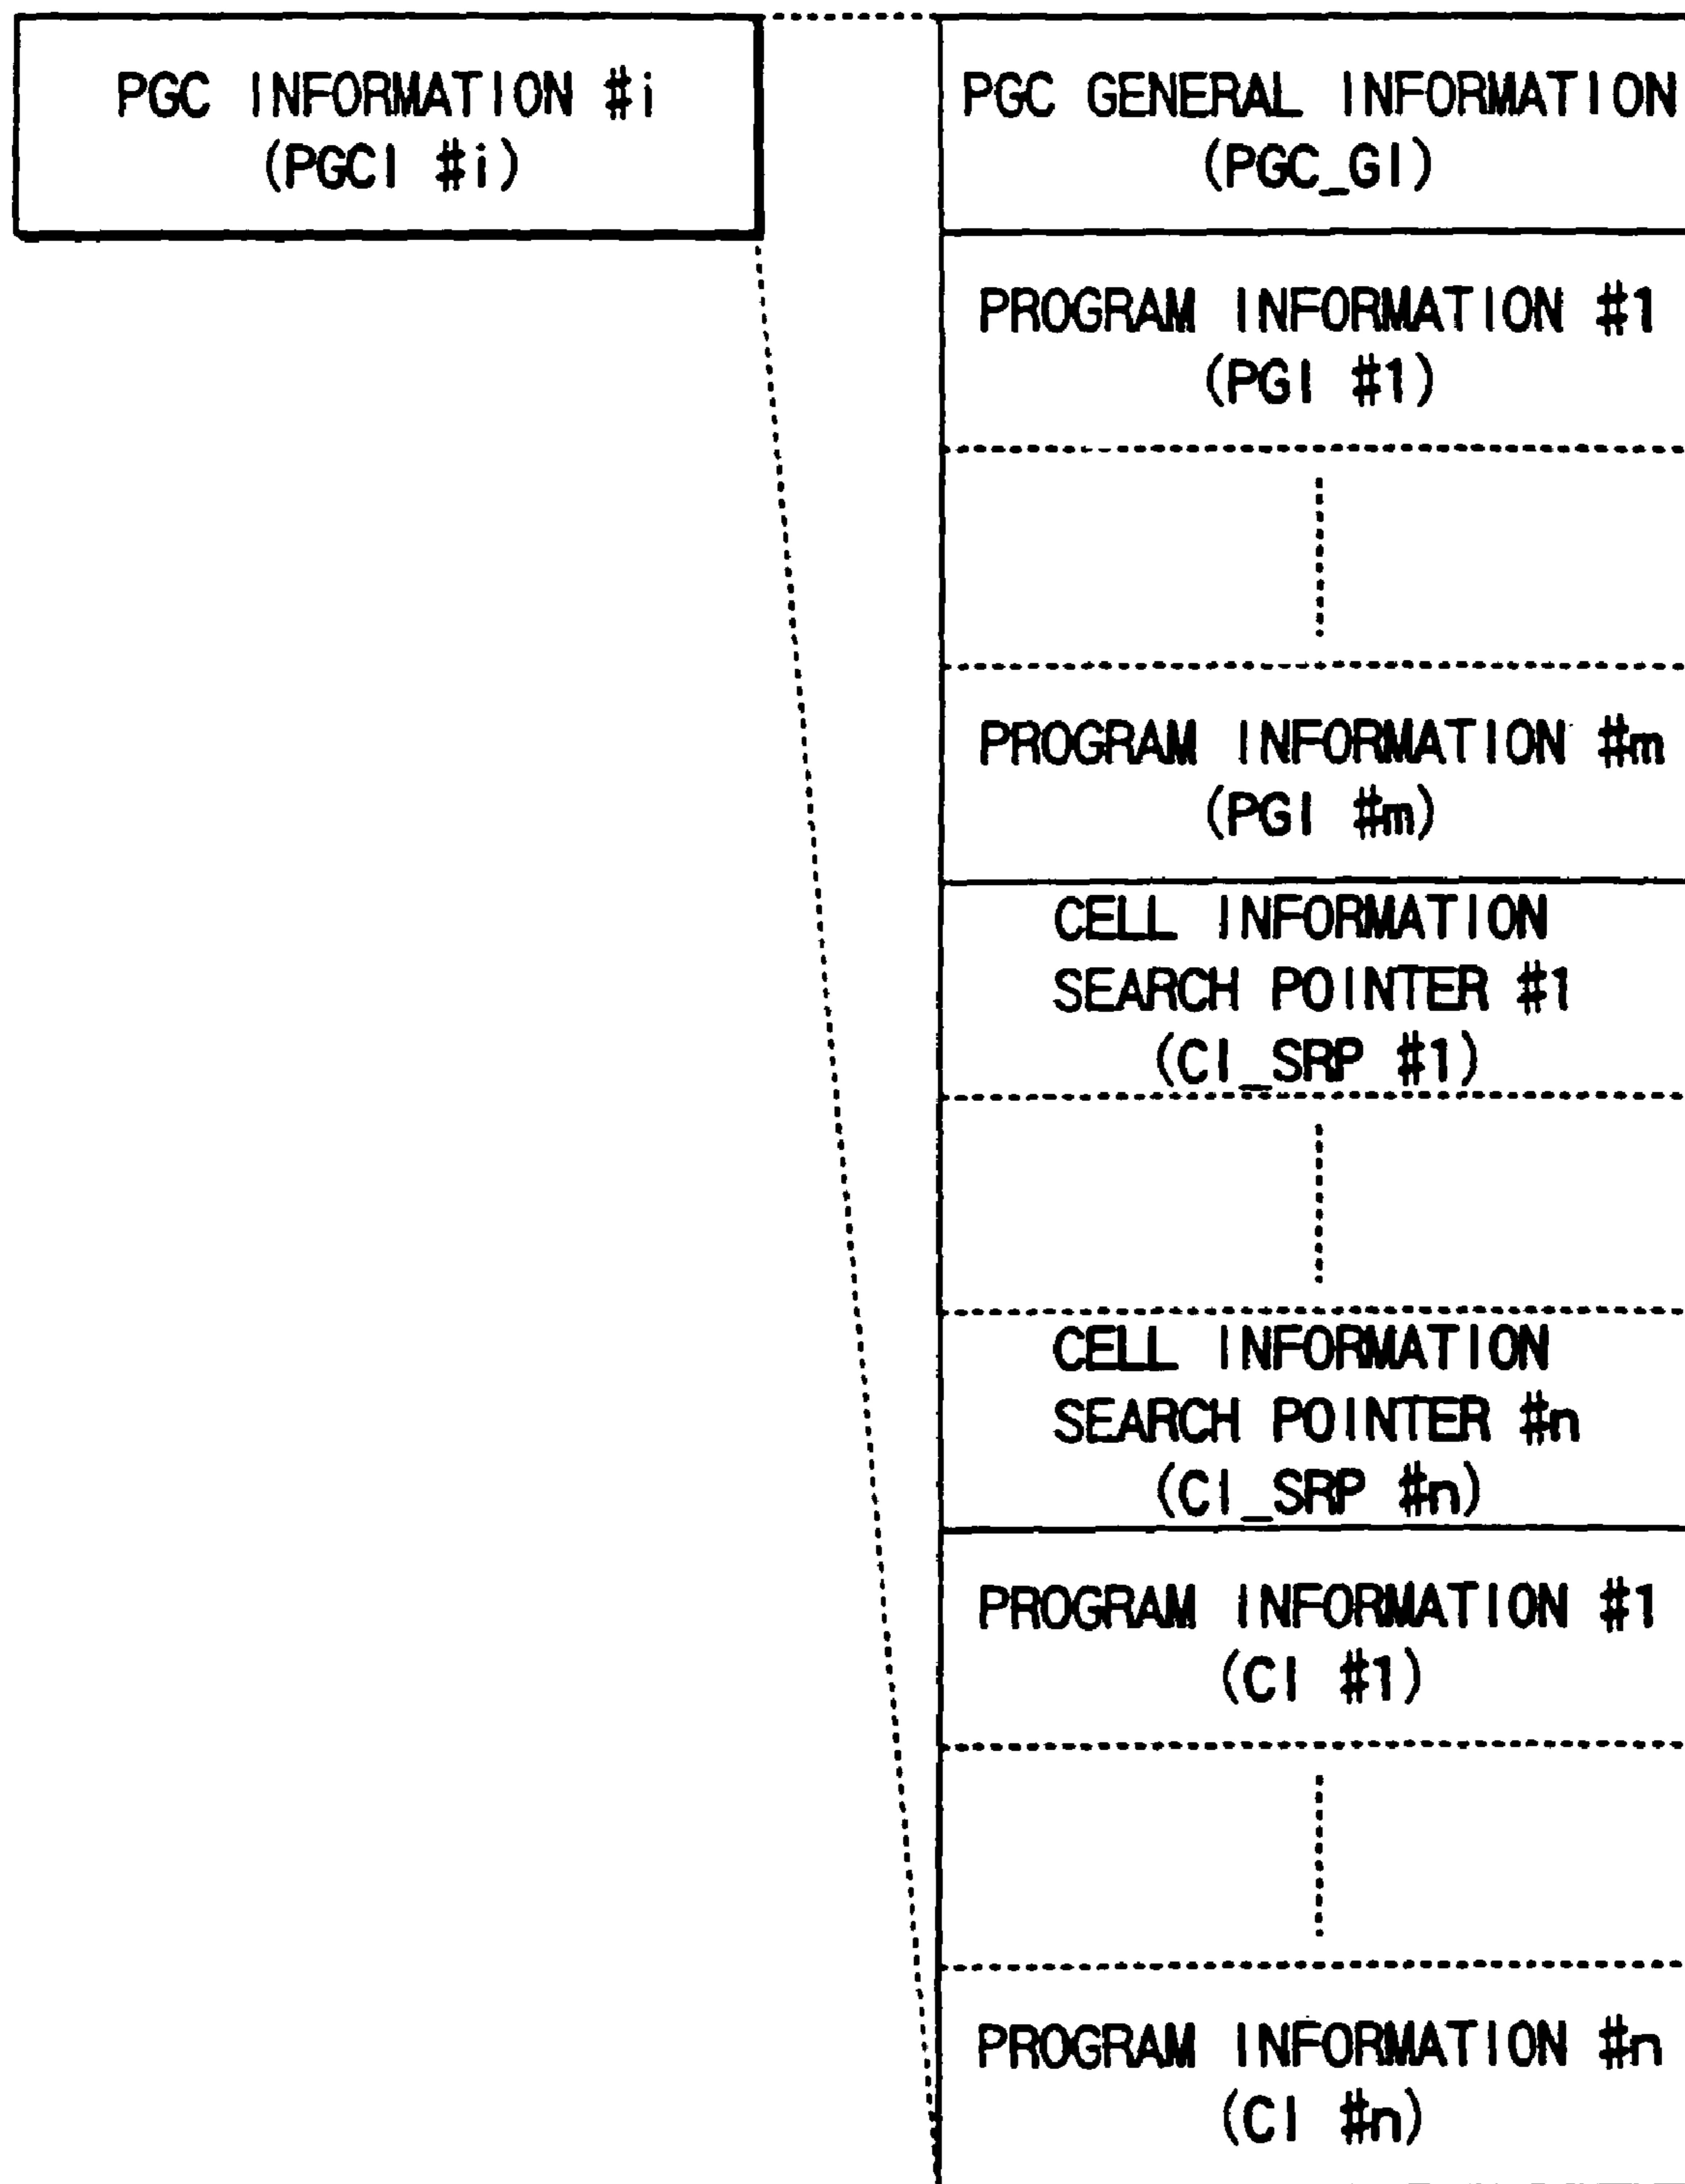 PGC INFORMATION #i
(PGCI #i)
PGC GENERAL INFORMATION
(PGC_GI)
PROGRAM INFORMATION #1
(PGI #1)
PROGRAM INFORMATION #m
(PGI #m)
CELL INFORMATION
SEARCH POINTER #1
(CI_SRP #1)
CELL INFORMATION
SEARCH POINTER #n
(CI_SRP #n)
PROGRAM INFORMATION #1
(CI #1)
PROGRAM INFORMATION #n
(CI #n)